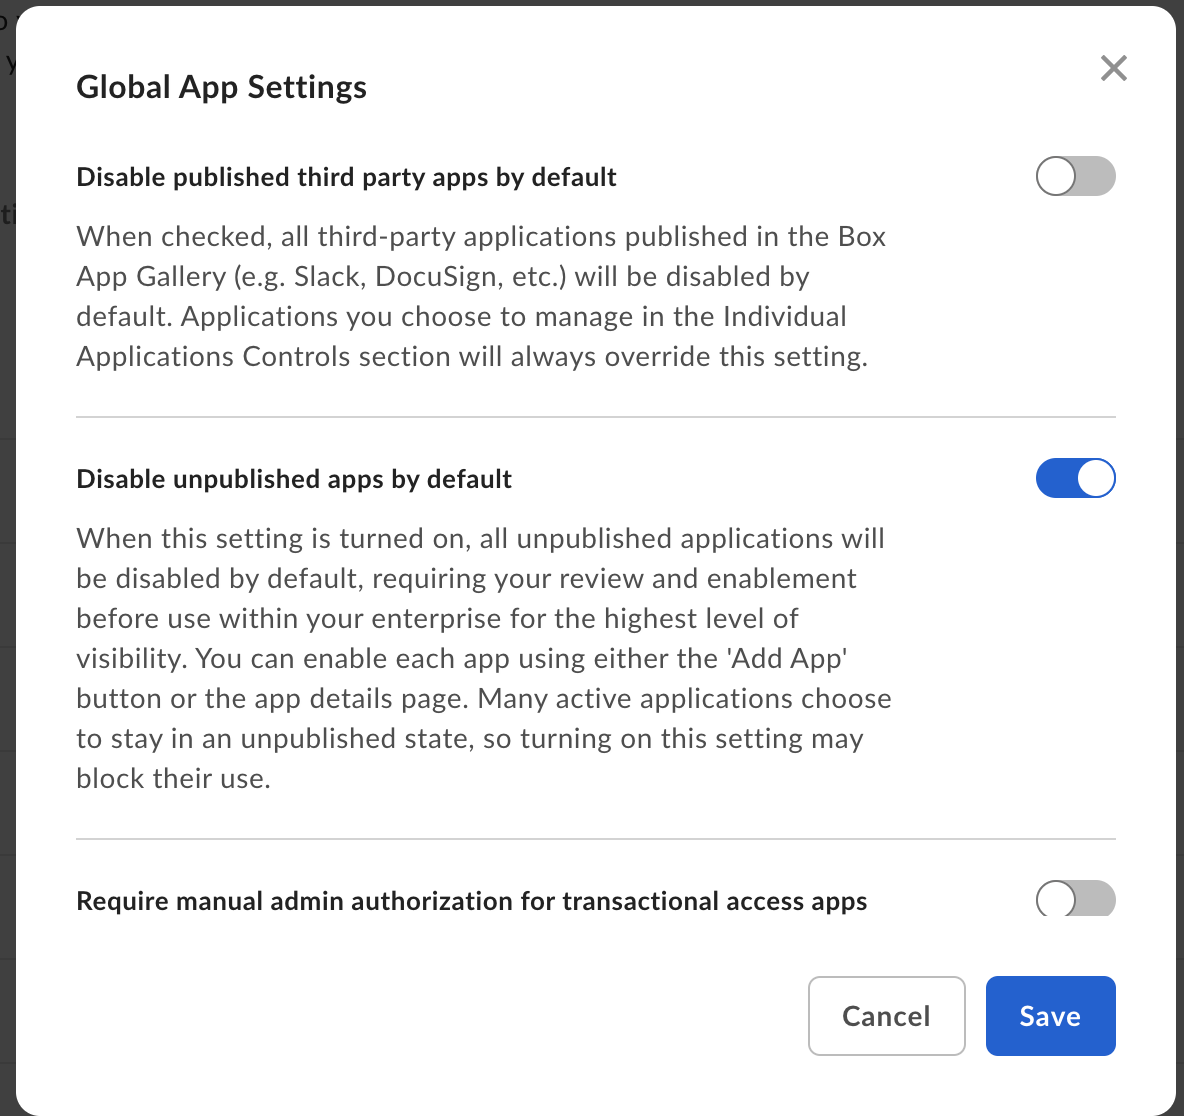 Global App Settings
Disable published third party apps by default
When checked, all third-party applications published in the Box
App Gallery (e.g. Slack, DocuSign, etc.) will be disabled by
default. Applications you choose to manage in the Individual
Applications Controls section will always override this setting.
Disable unpublished apps by default
When this setting is turned on, all unpublished applications will
be disabled by default, requiring your review and enablement
before use within your enterprise for the highest level of
visibility. You can enable each app using either the 'Add App'
button or the app details page. Many active applications choose
to stay in an unpublished state, so turning on this setting may
block their use.
Require manual admin authorization for transactional access apps
Cancel
Save